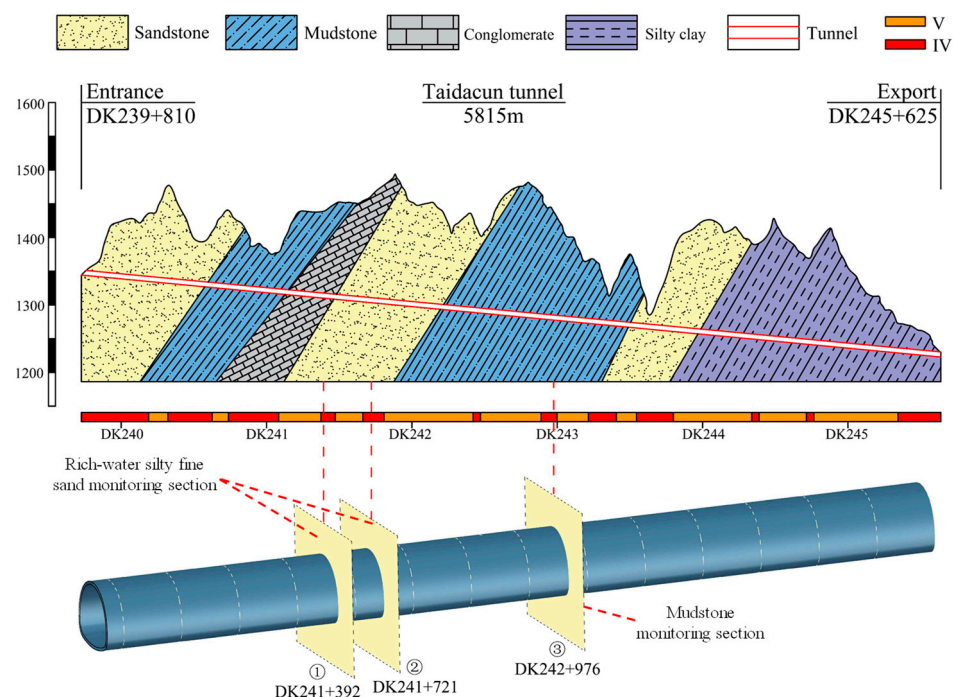 Sandstone
Mudstone
Conglomerate
Silty clay
Tunnel
V
IV
Entrance
DK239+810
Taidacun tunnel
5815m
Export
DK245+625
1600
1500
1400
1300
1200
DK240
DK241
DK242
DK243
DK244
DK245
Rich-water silty fine
sand monitoring section
Mudstone
monitoring section
①
DK241+392
②
DK241+721
③
DK242+976